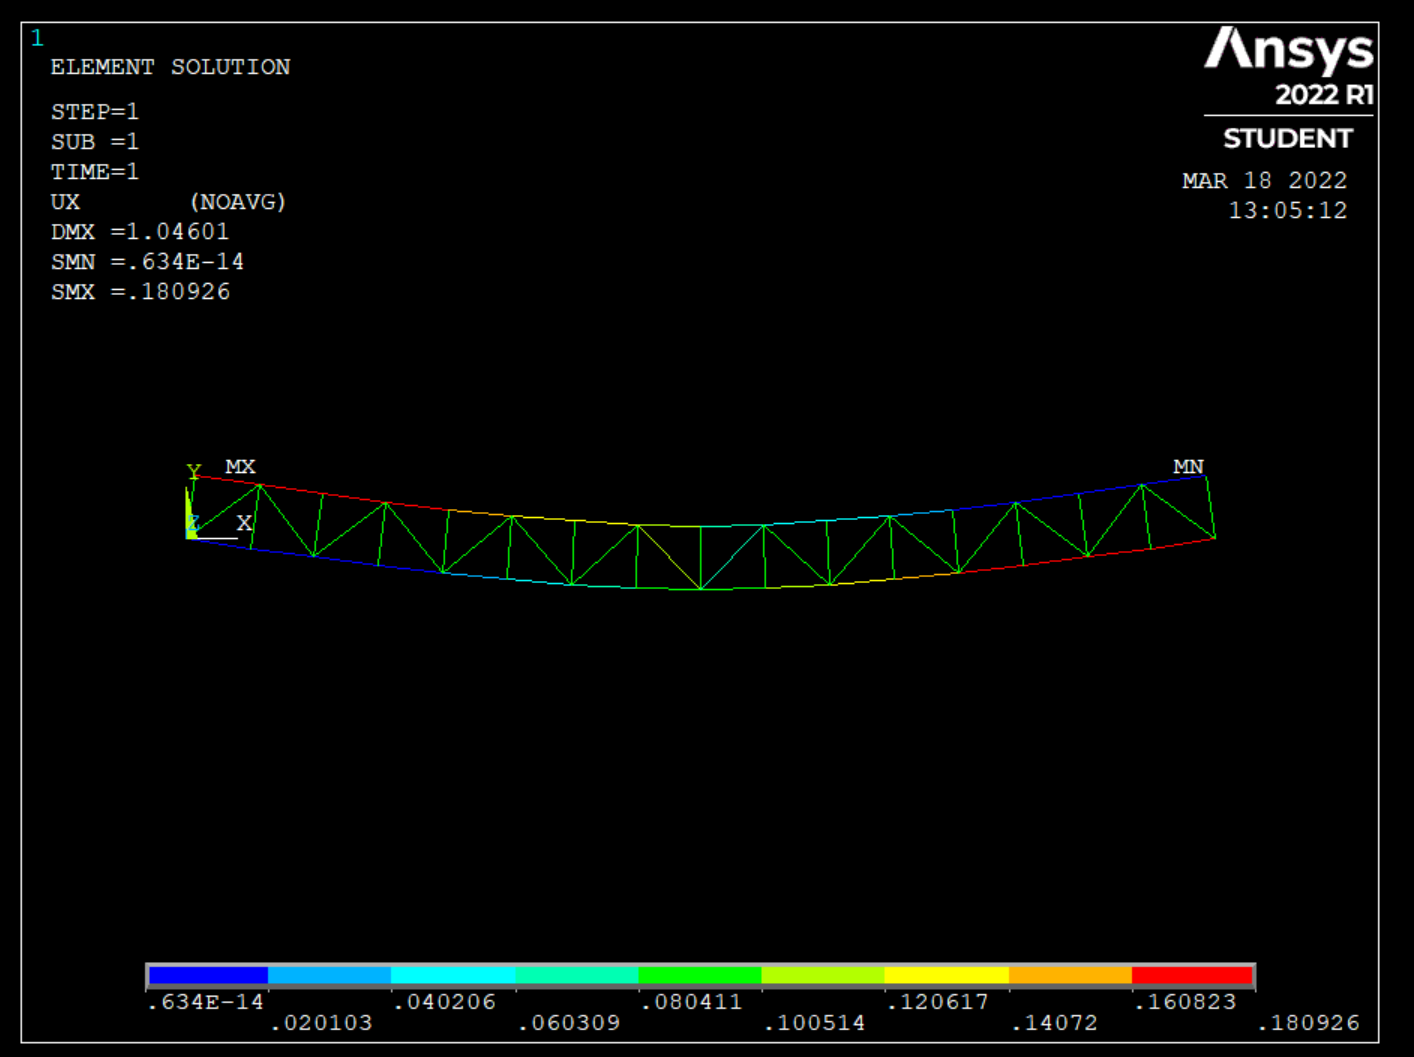 1
ELEMENT SOLUTION
STEP=1
SUB =1
TIME=1
UX (NOAVG)
DMX =1.04601
SMN =.634E-14
SMX =.180926
Ansys
2022 R1
STUDENT
MAR 18 2022
13:05:12
Y MX MN
Z X
.634E-14 .040206 .080411 .120617 .160823
.020103 .060309 .100514 .14072 .180926